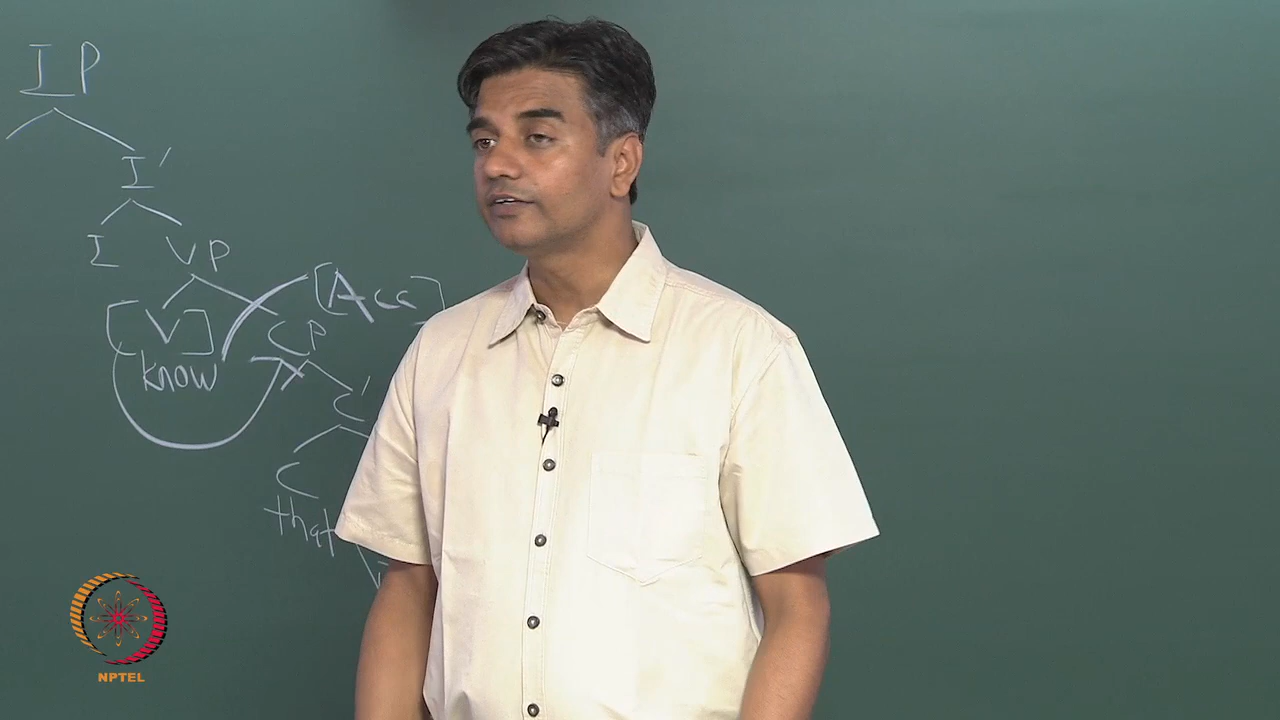 IP
I'
I VP
[Acc]
[V] CP
know
C'
C
that
NPTEL